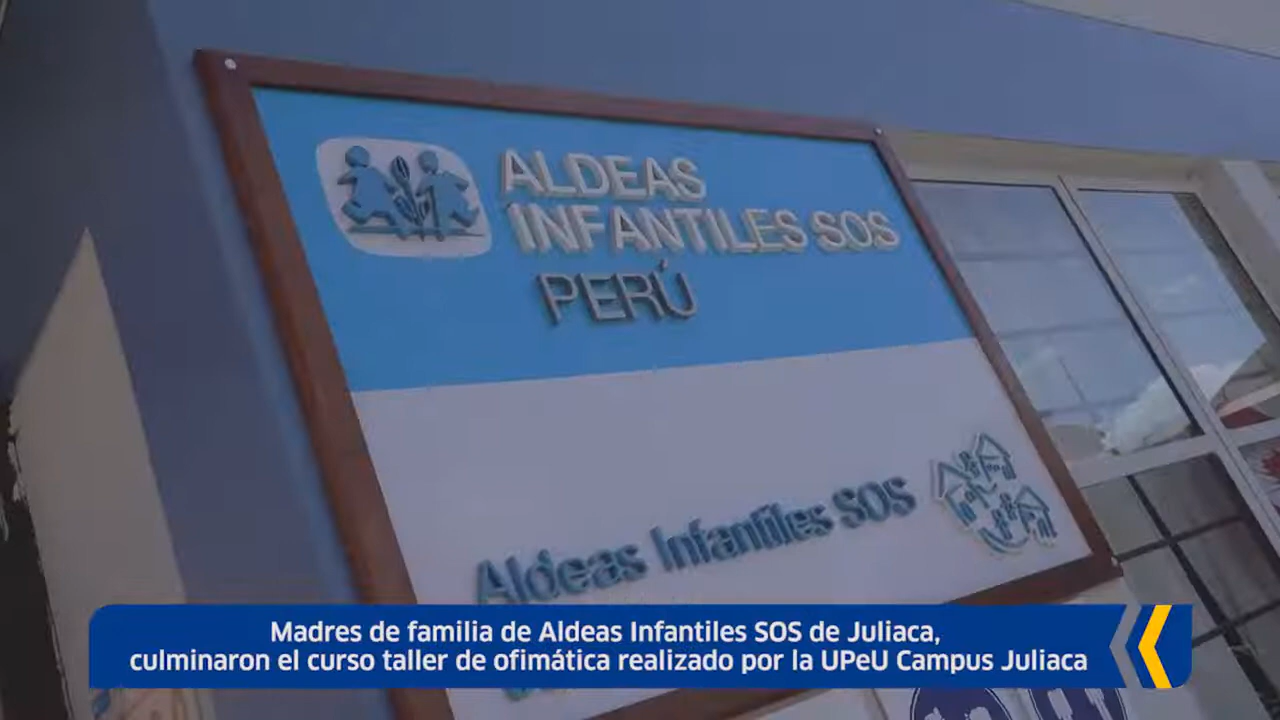 ALDEAS
INFANTILES SOS
PERÚ
Aldeas Infantiles SOS
Madres de familia de Aldeas Infantiles SOS de Juliaca,
culminaron el curso taller de ofimática realizado por la UPeU Campus Juliaca